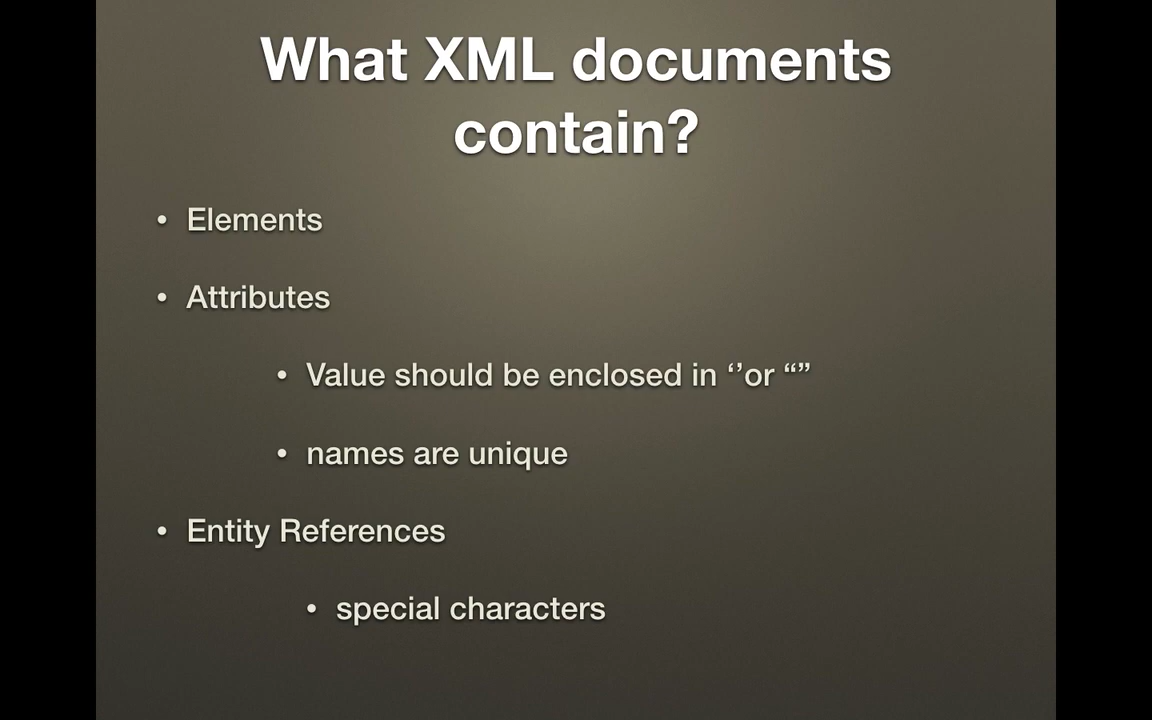 What XML documents
contain?
• Elements
• Attributes
• Value should be enclosed in ‘’or “”
• names are unique
• Entity References
• special characters